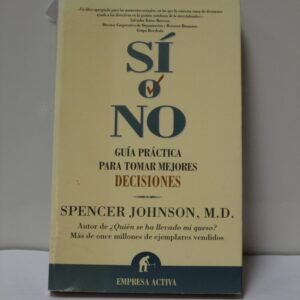 SÍ
O
NO
GUÍA PRÁCTICA
PARA TOMAR MEJORES
DECISIONES
SPENCER JOHNSON, M.D.
Autor de ¿Quién se ha llevado mi queso?
Más de once millones de ejemplares vendidos
EMPRESA ACTIVA